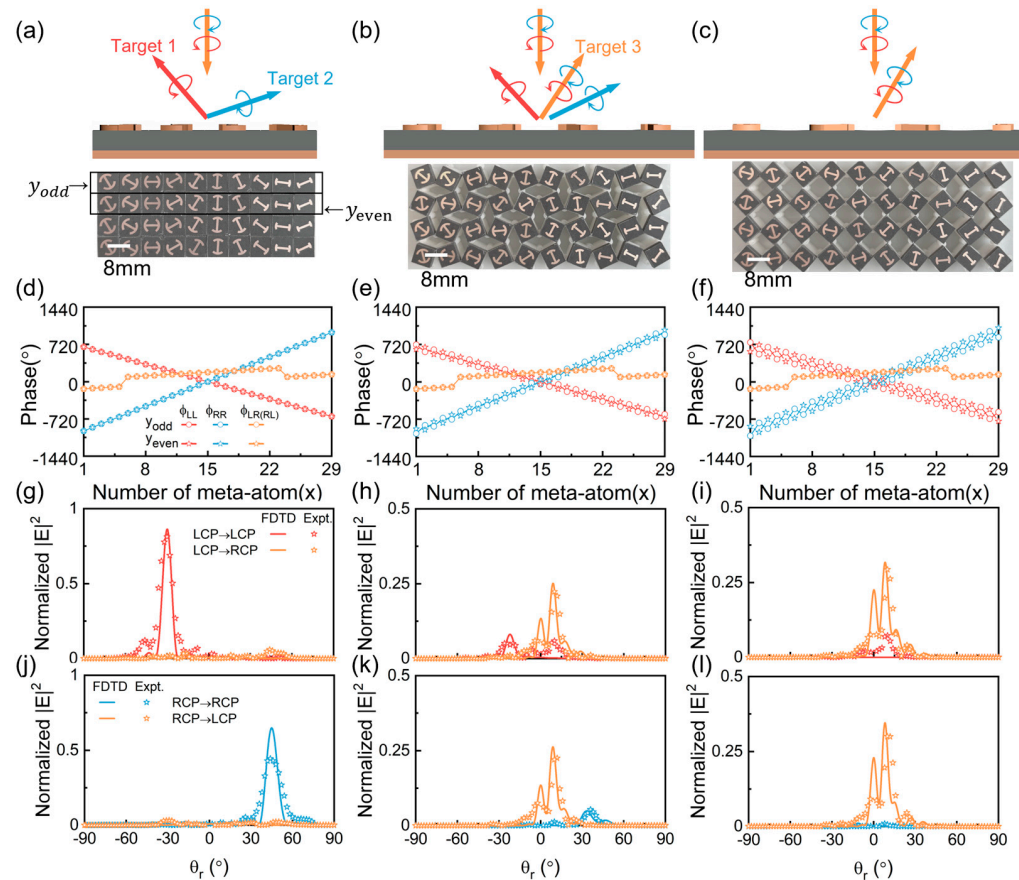 (a) (b) (c)
Target 1 Target 2 Target 3
y_odd
y_even
8mm 8mm 8mm
(d) (e) (f)
1440 1440 1440
720 720 720
0 0 0
-720 -720 -720
-1440 -1440 -1440
Phase(°) Phase(°) Phase(°)
ϕ_LL ϕ_RR ϕ_LR(RL)
y_odd
y_even
1 8 15 22 29 1 8 15 22 29 1 8 15 22 29
Number of meta-atom(x) Number of meta-atom(x) Number of meta-atom(x)
(g) (h) (i)
1 0.5 0.5
FDTD Expt.
LCP→LCP
LCP→RCP
0.5 0.25 0.25
0 0 0
Normalized |E|² Normalized |E|² Normalized |E|²
(j) (k) (l)
1 0.5 0.5
FDTD Expt.
RCP→RCP
RCP→LCP
0.5 0.25 0.25
0 0 0
Normalized |E|² Normalized |E|² Normalized |E|²
-90 -60 -30 0 30 60 90 -90 -60 -30 0 30 60 90 -90 -60 -30 0 30 60 90
θ_r (°) θ_r (°) θ_r (°)